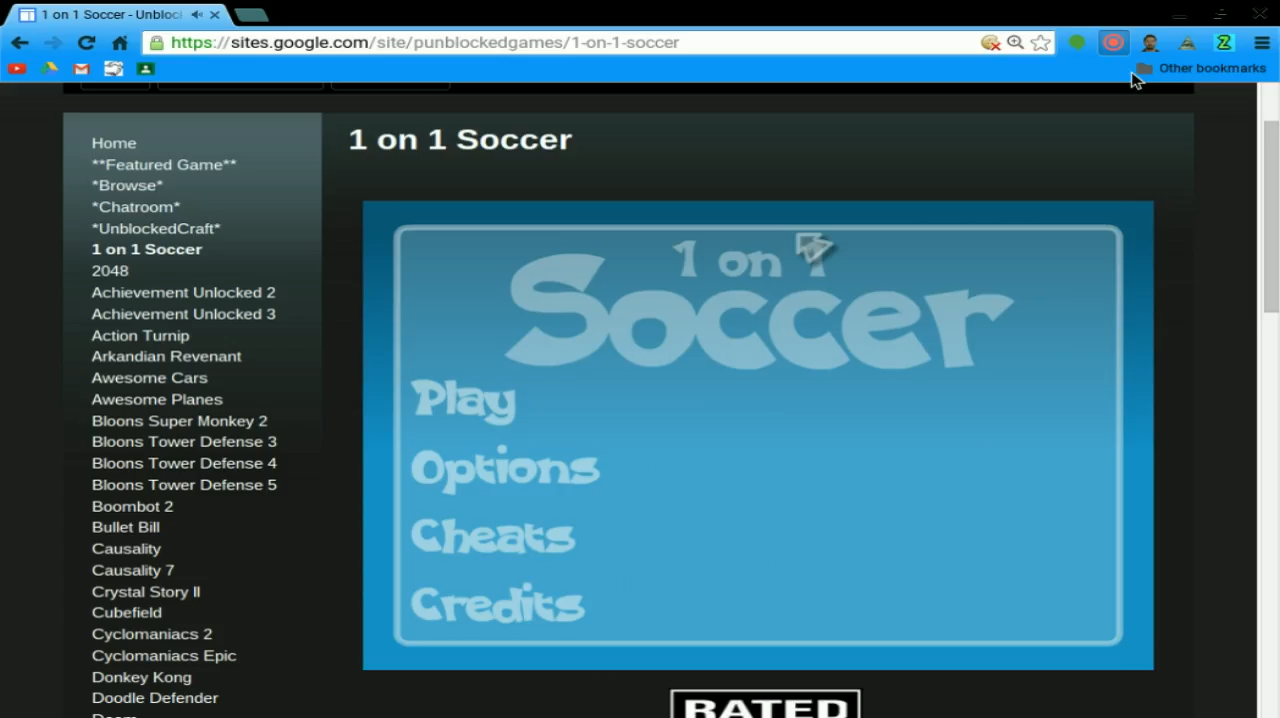 1 on 1 Soccer - Unbloc
https://sites.google.com/site/punblockedgames/1-on-1-soccer
Other bookmarks
Home
**Featured Game**
*Browse*
*Chatroom*
*UnblockedCraft*
1 on 1 Soccer
2048
Achievement Unlocked 2
Achievement Unlocked 3
Action Turnip
Arkandian Revenant
Awesome Cars
Awesome Planes
Bloons Super Monkey 2
Bloons Tower Defense 3
Bloons Tower Defense 4
Bloons Tower Defense 5
Boombot 2
Bullet Bill
Causality
Causality 7
Crystal Story II
Cubefield
Cyclomaniacs 2
Cyclomaniacs Epic
Donkey Kong
Doodle Defender
1 on 1 Soccer
1 on 1
Soccer
Play
Options
Cheats
Credits
RATED